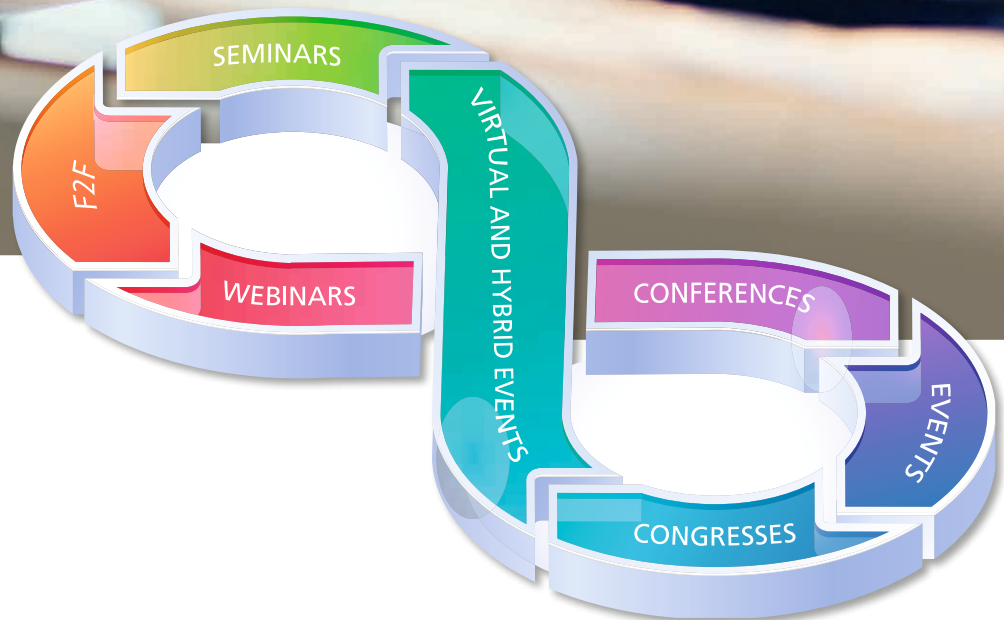 SEMINARS
F2F
WEBINARS
VIRTUAL AND HYBRID EVENTS
CONFERENCES
EVENTS
CONGRESSES